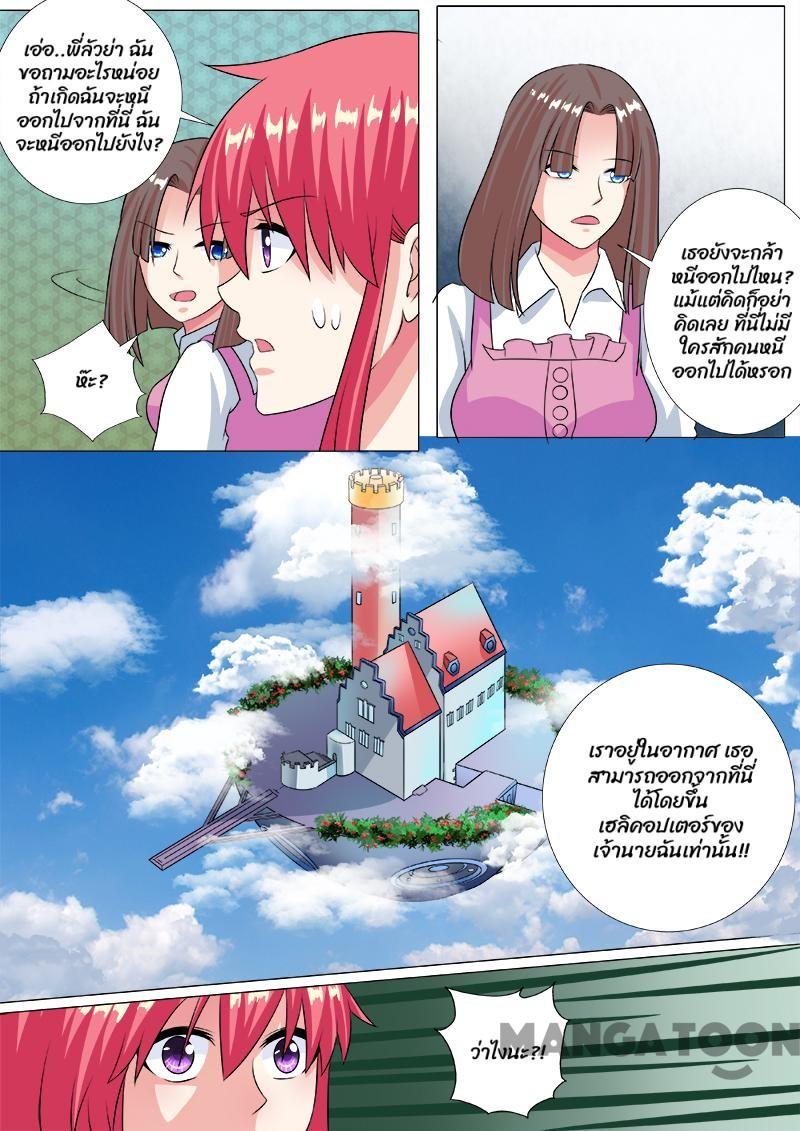 เอ่อ..พี่ลัวย่า ฉัน
ขอถามอะไรหน่อย
ถ้าเกิดฉันจะหนี
ออกไปจากที่นี่ ฉัน
จะหนีออกไปยังไง?
ห๊ะ?
เธอยังจะกล้า
หนีออกไปไหน?
แม้แต่คิดก็อย่า
คิดเลย ที่นี่ไม่มี
ใครสักคนหนี
ออกไปได้หรอก
เราอยู่ในอากาศ เธอ
สามารถออกจากที่นี่
ได้โดยขึ้น
เฮลิคอปเตอร์ของ
เจ้านายฉันเท่านั้น!!
ว่าไงนะ?!
MANGATOON